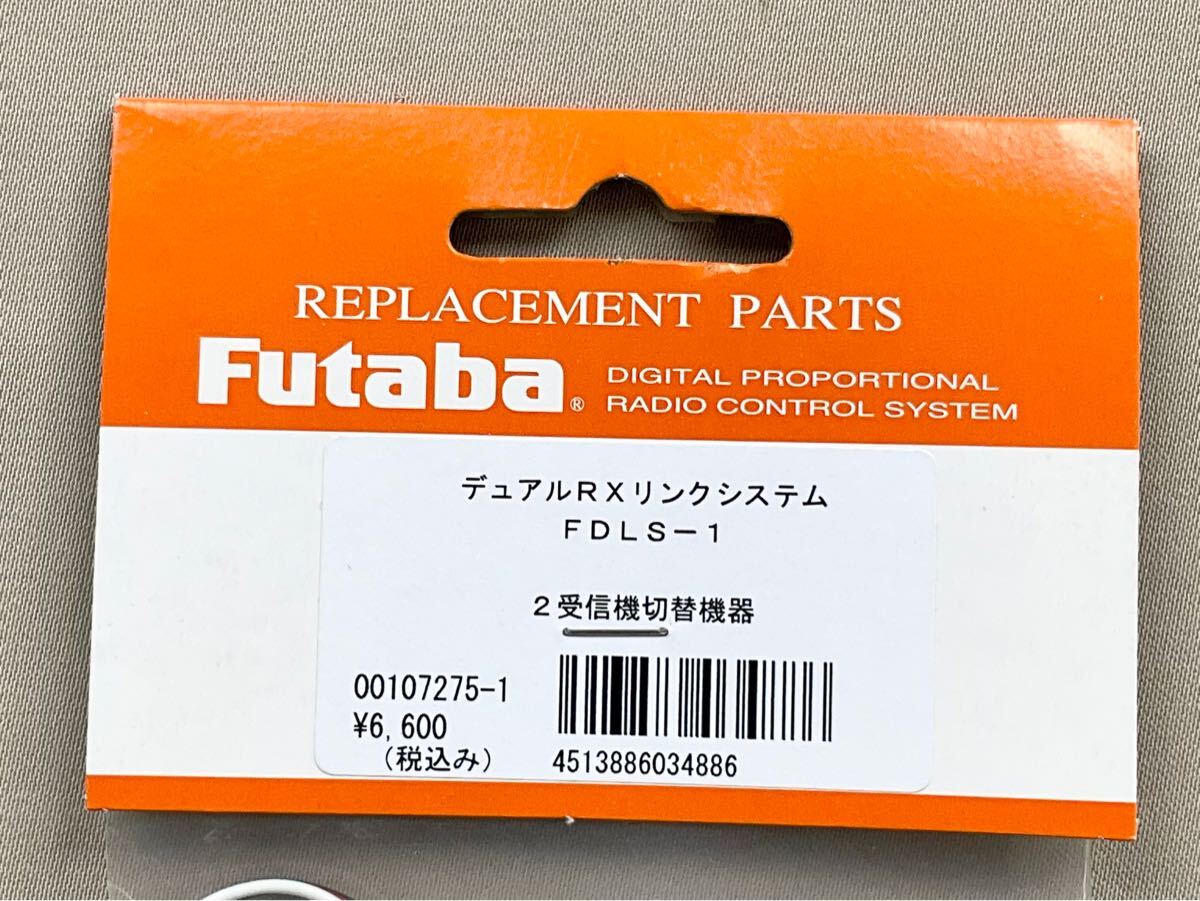 REPLACEMENT PARTS
Futaba®
DIGITAL PROPORTIONAL
RADIO CONTROL SYSTEM
デュアルＲＸリンクシステム
ＦＤＬＳ－１
２受信機切替機器
00107275-1
¥6,600
（税込み）
4513886034886